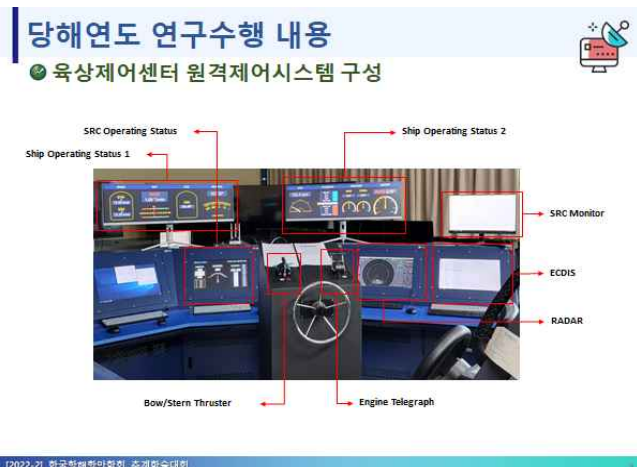 당해연도 연구수행 내용
육상제어센터 원격제어시스템 구성
SRC Operating Status
Ship Operating Status 2
Ship Operating Status 1
SRC Monitor
ECDIS
RADAR
Bow/Stern Thruster
Engine Telegraph
[2022-2] 한국항해항만학회 추계학술대회